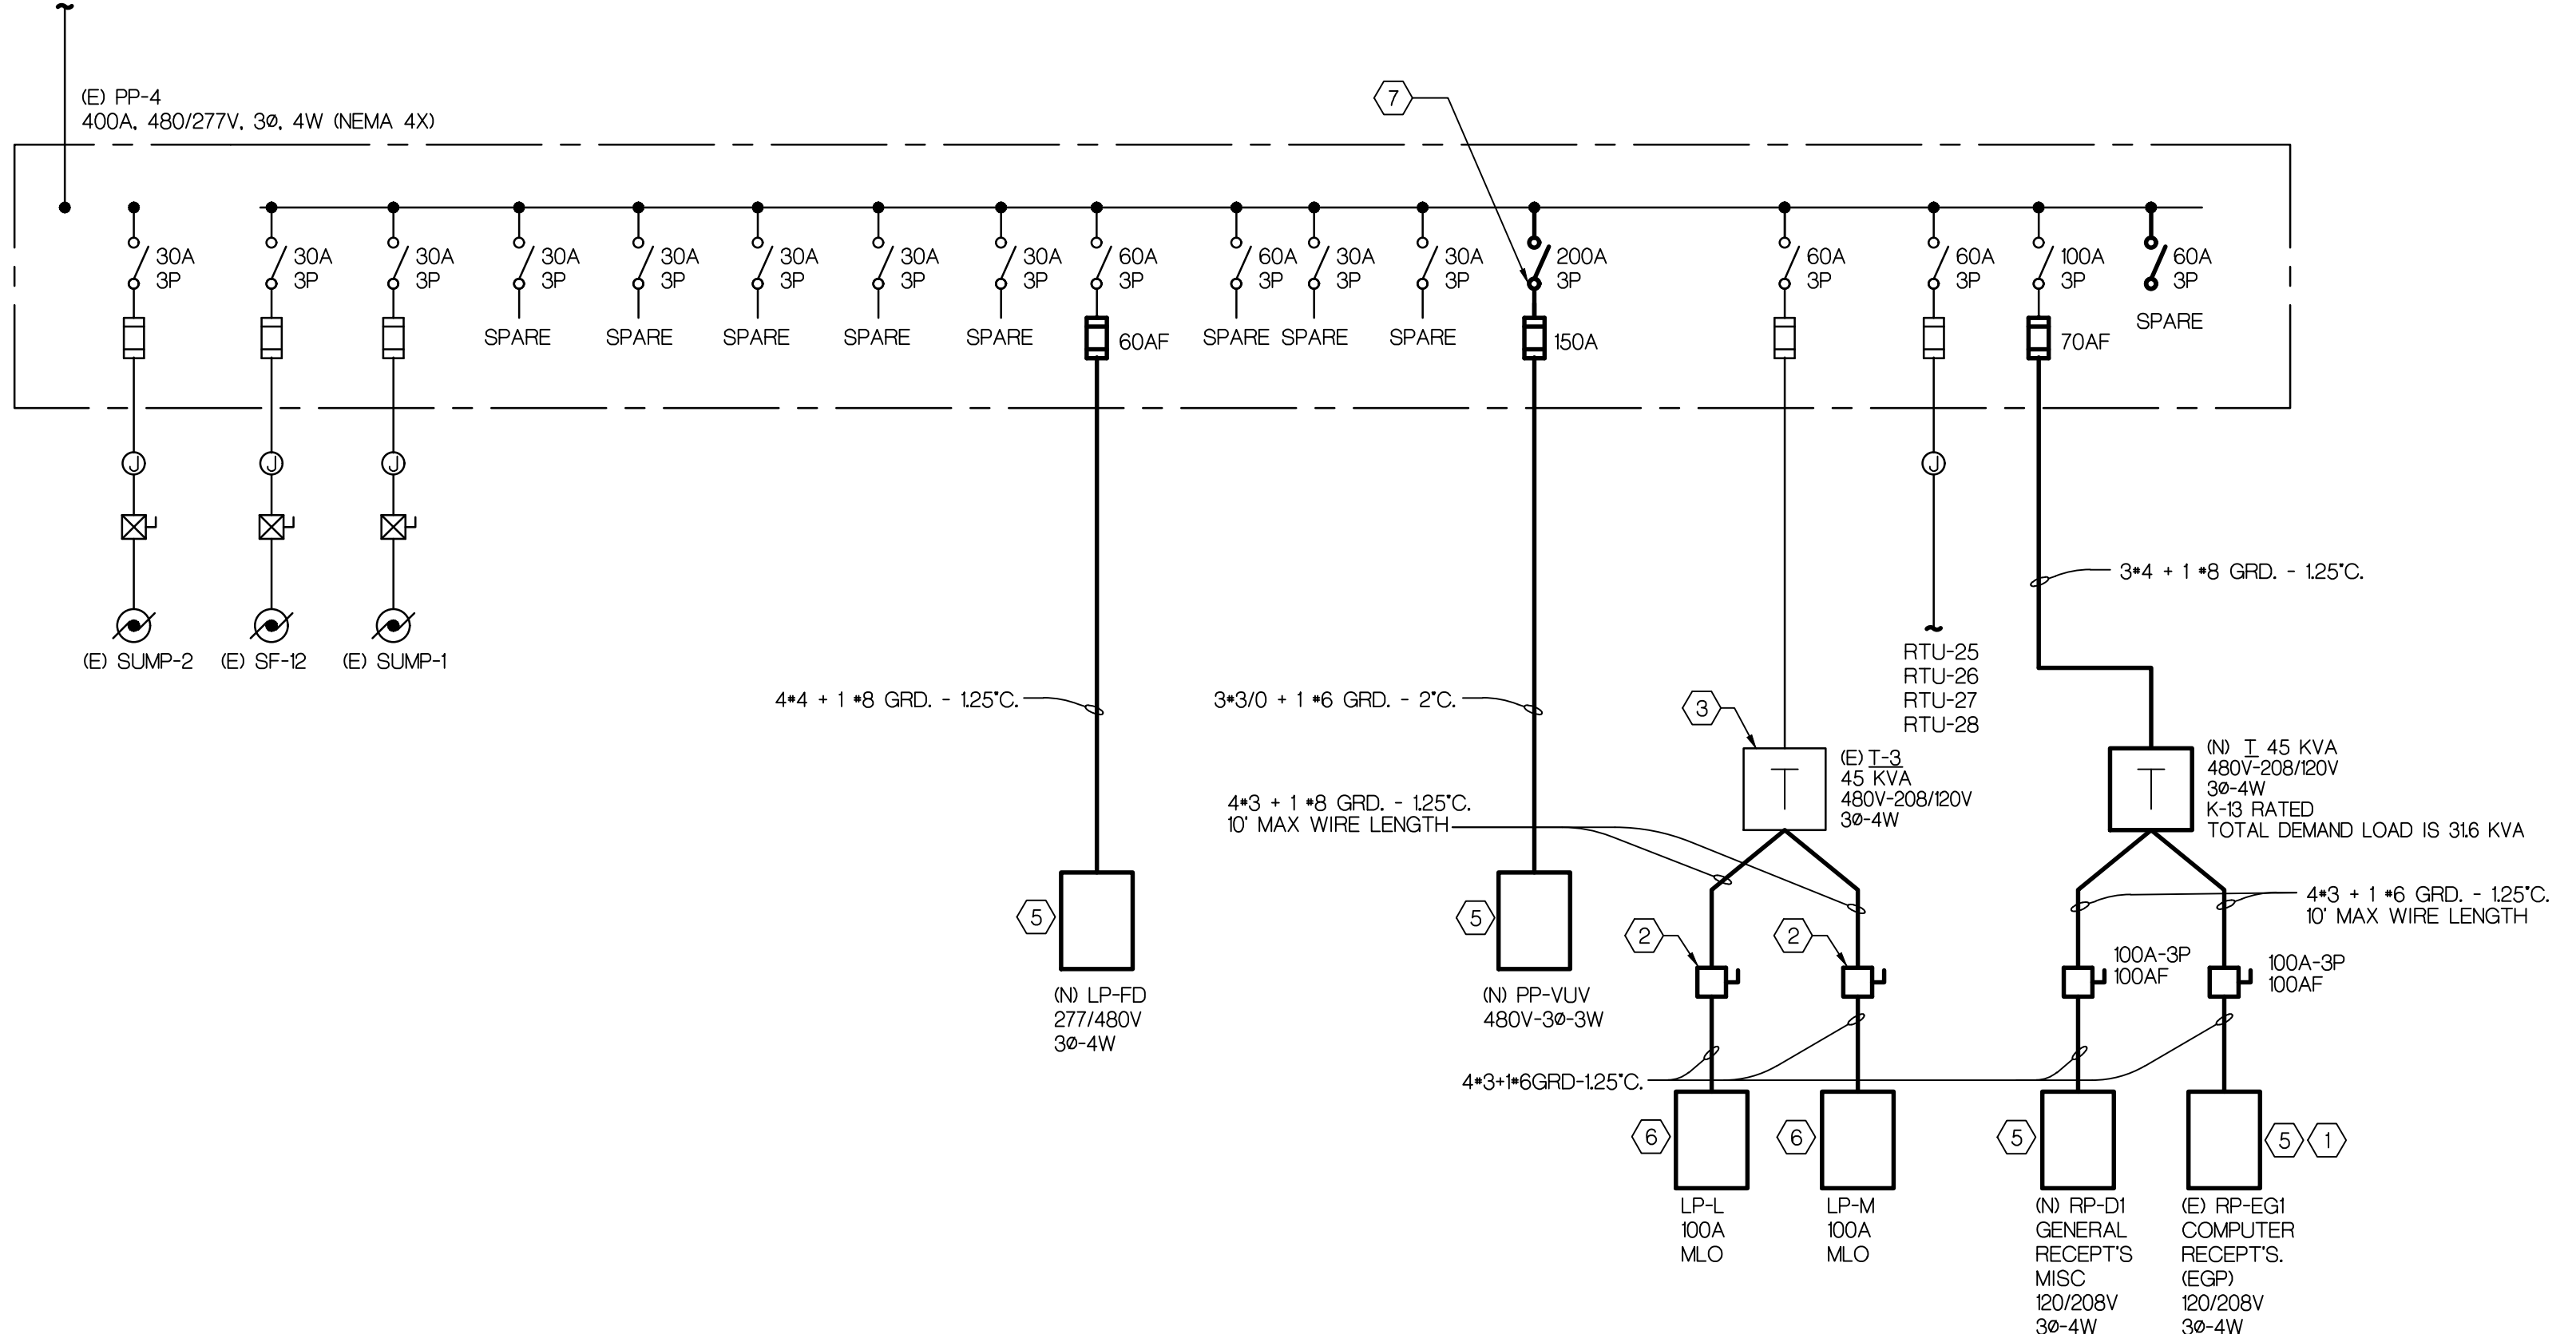 (E) PP-4
400A, 480/277V, 3ø, 4W (NEMA 4X)
7
30A
3P
30A
3P
30A
3P
30A
3P
SPARE
30A
3P
SPARE
30A
3P
SPARE
30A
3P
SPARE
30A
3P
SPARE
60A
3P
60AF
60A
3P
SPARE
30A
3P
SPARE
30A
3P
SPARE
200A
3P
150A
60A
3P
60A
3P
100A
3P
70AF
60A
3P
SPARE
J
J
J
J
(E) SUMP-2
(E) SF-12
(E) SUMP-1
3#4 + 1 #8 GRD. - 1.25"C.
RTU-25
RTU-26
RTU-27
RTU-28
4#4 + 1 #8 GRD. - 1.25"C.
3#3/0 + 1 #6 GRD. - 2"C.
3
T
(E) T-3
45 KVA
480V-208/120V
3ø-4W
T
(N) T 45 KVA
480V-208/120V
3ø-4W
K-13 RATED
TOTAL DEMAND LOAD IS 31.6 KVA
4#3 + 1 #8 GRD. - 1.25"C.
10' MAX WIRE LENGTH
4#3 + 1 #6 GRD. - 1.25"C.
10' MAX WIRE LENGTH
5
(N) LP-FD
277/480V
3ø-4W
5
(N) PP-VUV
480V-3ø-3W
2
2
100A-3P
100AF
100A-3P
100AF
4#3+1#6GRD-1.25"C.
6
LP-L
100A
MLO
6
LP-M
100A
MLO
5
(N) RP-D1
GENERAL
RECEPT'S
MISC
120/208V
3ø-4W
5
1
(E) RP-EG1
COMPUTER
RECEPT'S.
(EGP)
120/208V
3ø-4W